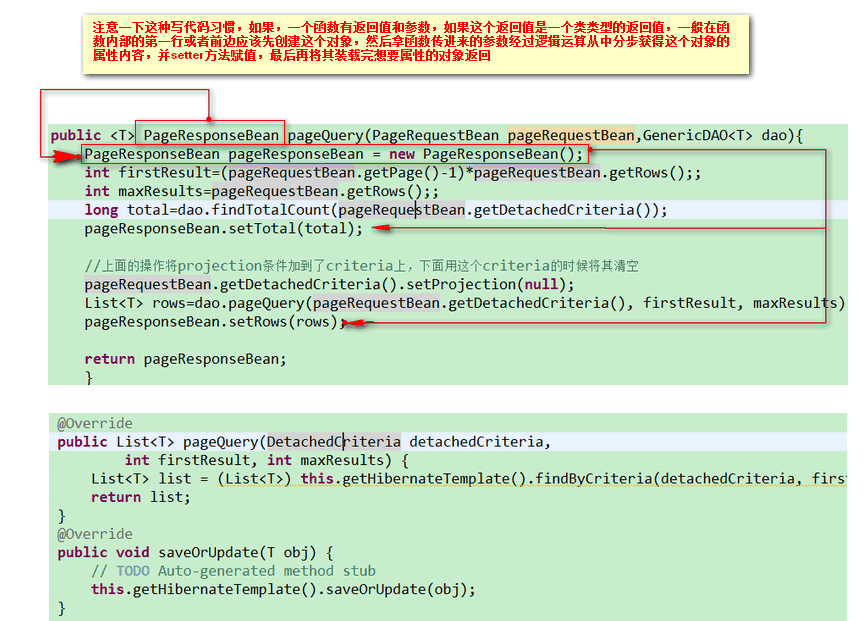 注意一下这种写代码习惯，如果，一个函数有返回值和参数，如果这个返回值是一个类类型的返回值，一般在函
数内部的第一行或者前边应该先创建这个对象，然后拿函数传进来的参数经过逻辑运算从中分步获得这个对象的
属性内容，并setter方法赋值，最后再将其装载完想要属性的对象返回
public <T> PageResponseBean pageQuery(PageRequestBean pageRequestBean,GenericDAO<T> dao){
PageResponseBean pageResponseBean = new PageResponseBean();
int firstResult=(pageRequestBean.getPage()-1)*pageRequestBean.getRows();;
int maxResults=pageRequestBean.getRows();;
long total=dao.findTotalCount(pageRequestBean.getDetachedCriteria());
pageResponseBean.setTotal(total);
//上面的操作将projection条件加到了criteria上，下面用这个criteria的时候将其清空
pageRequestBean.getDetachedCriteria().setProjection(null);
List<T> rows=dao.pageQuery(pageRequestBean.getDetachedCriteria(), firstResult, maxResults)
pageResponseBean.setRows(rows);
return pageResponseBean;
}
@Override
public List<T> pageQuery(DetachedCriteria detachedCriteria,
int firstResult, int maxResults) {
List<T> list = (List<T>) this.getHibernateTemplate().findByCriteria(detachedCriteria, firs
return list;
}
@Override
public void saveOrUpdate(T obj) {
// TODO Auto-generated method stub
this.getHibernateTemplate().saveOrUpdate(obj);
}